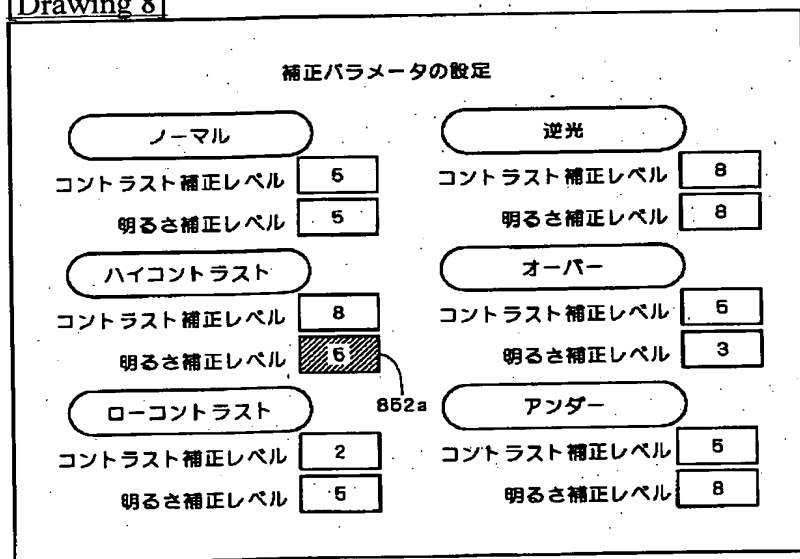 [Drawing 8]
補正パラメータの設定
ノーマル
コントラスト補正レベル 5
明るさ補正レベル 5
ハイコントラスト
コントラスト補正レベル 8
明るさ補正レベル 5
852a
ローコントラスト
コントラスト補正レベル 2
明るさ補正レベル 5
逆光
コントラスト補正レベル 8
明るさ補正レベル 8
オーバー
コントラスト補正レベル 5
明るさ補正レベル 3
アンダー
コントラスト補正レベル 5
明るさ補正レベル 8